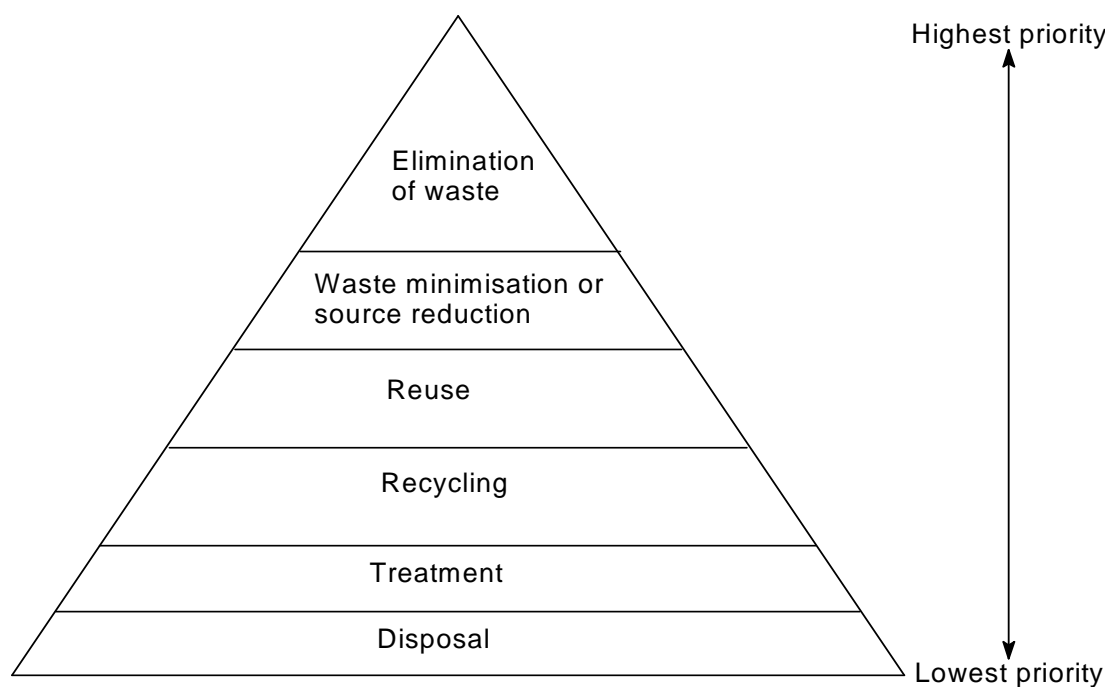 Highest priority
Elimination
of waste
Waste minimisation or
source reduction
Reuse
Recycling
Treatment
Disposal
Lowest priority